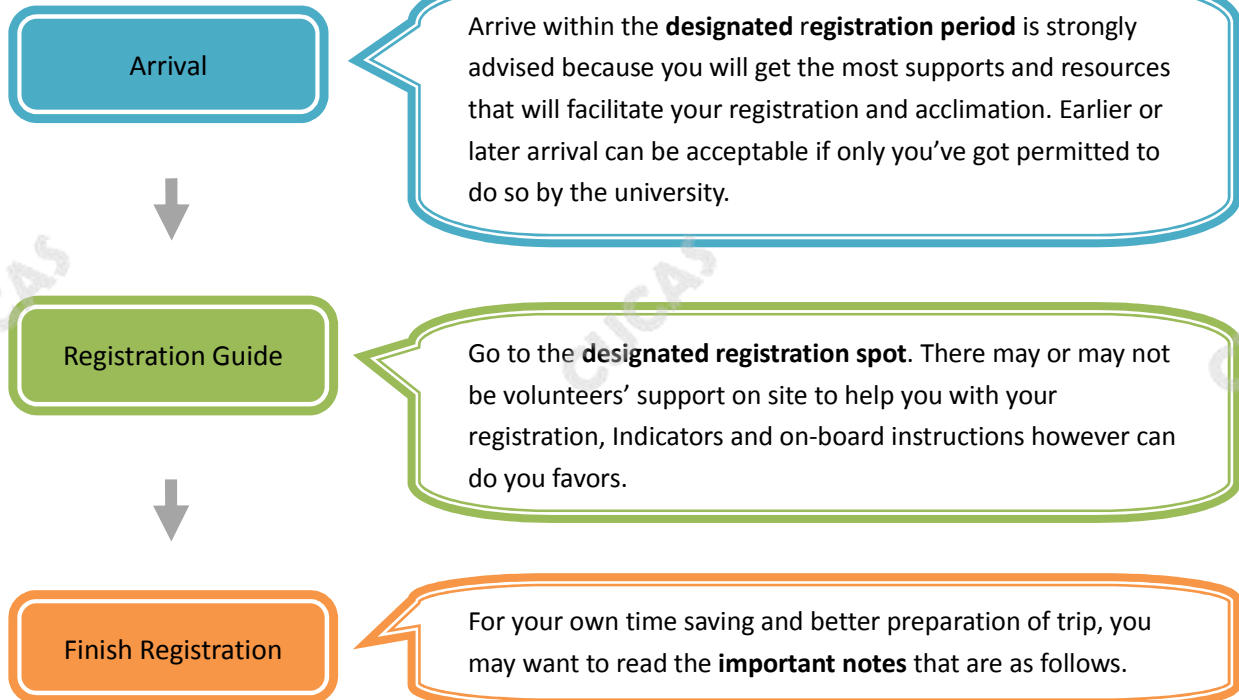 Arrival
Arrive within the designated registration period is strongly
advised because you will get the most supports and resources
that will facilitate your registration and acclimation. Earlier or
later arrival can be acceptable if only you’ve got permitted to
do so by the university.
CUCAS
Registration Guide
Go to the designated registration spot. There may or may not
be volunteers’ support on site to help you with your
registration, Indicators and on-board instructions however can
do you favors.
Finish Registration
For your own time saving and better preparation of trip, you
may want to read the important notes that are as follows.